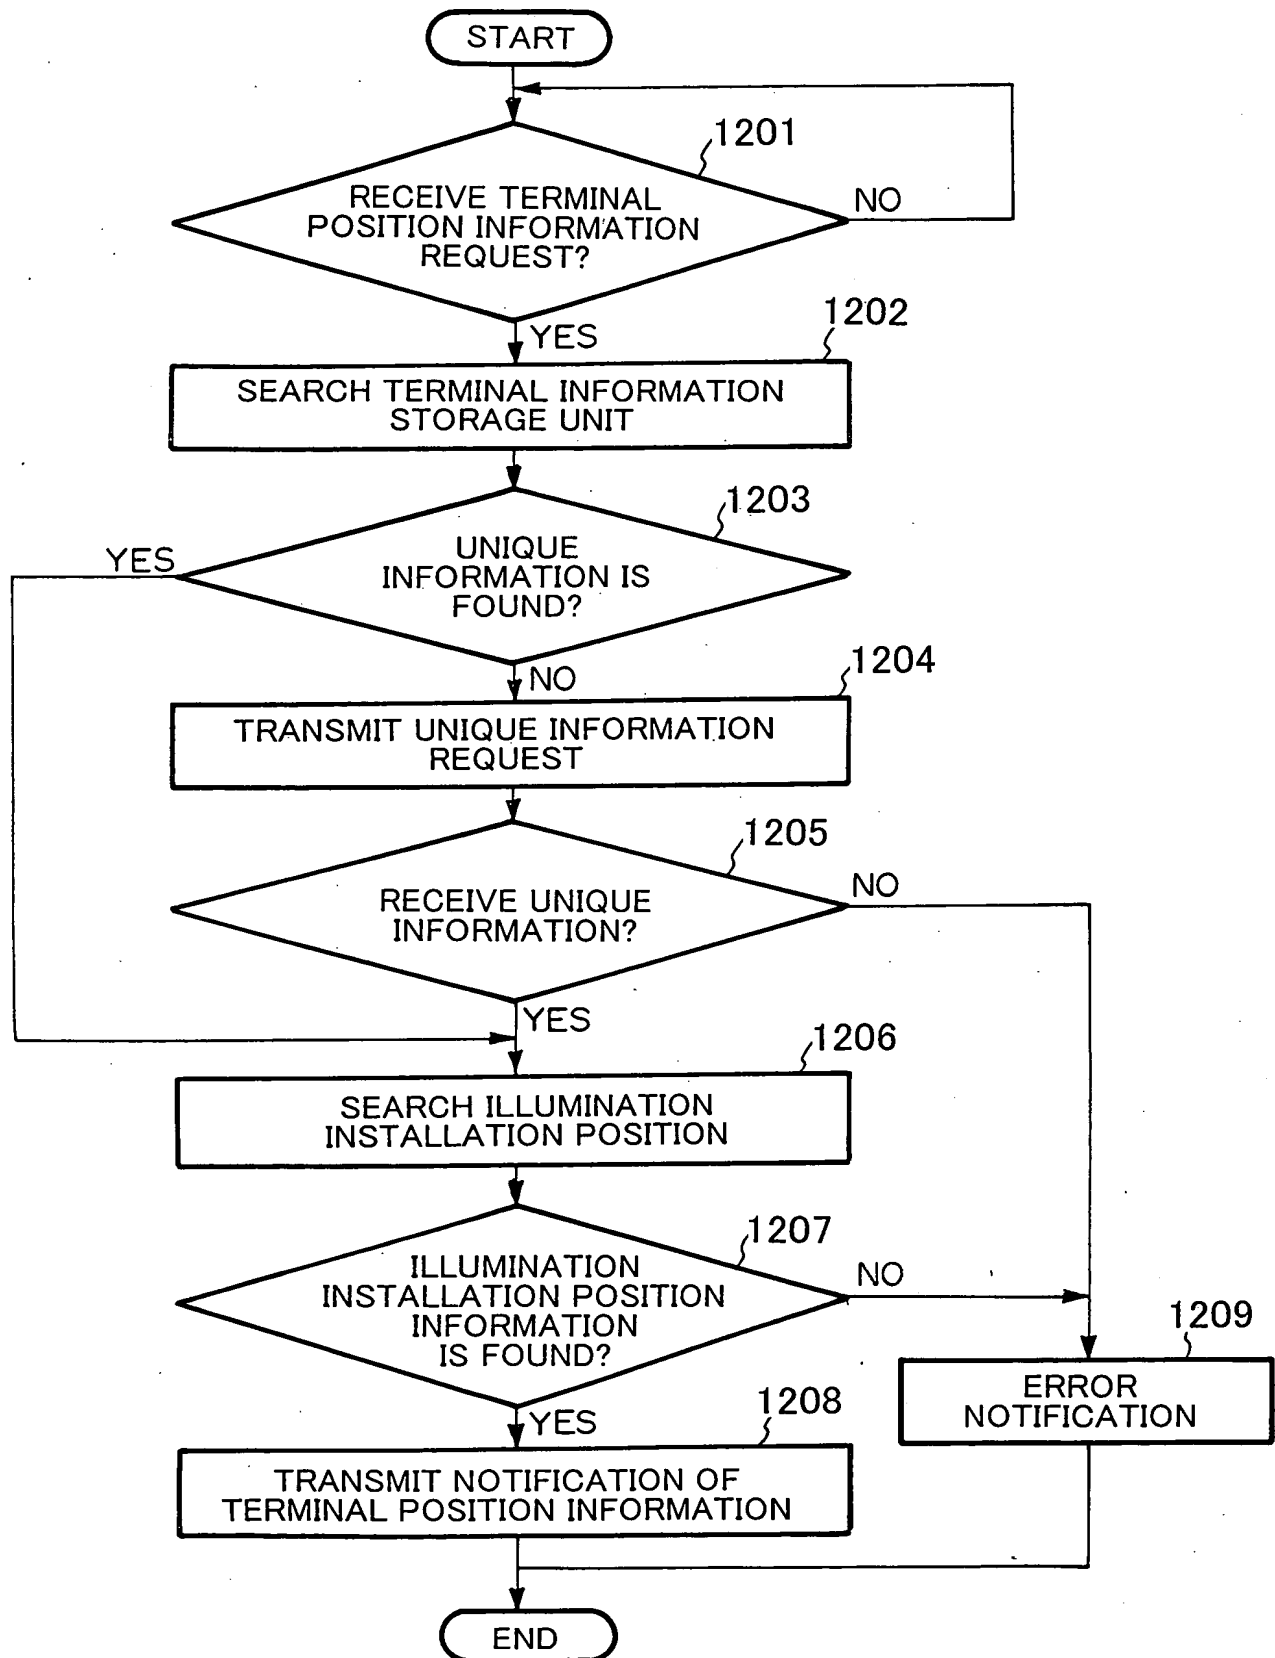 START
1201
RECEIVE TERMINAL
POSITION INFORMATION
REQUEST?
NO
YES
1202
SEARCH TERMINAL INFORMATION
STORAGE UNIT
1203
YES
UNIQUE
INFORMATION IS
FOUND?
NO
1204
TRANSMIT UNIQUE INFORMATION
REQUEST
1205
RECEIVE UNIQUE
INFORMATION?
NO
YES
1206
SEARCH ILLUMINATION
INSTALLATION POSITION
1207
ILLUMINATION
INSTALLATION POSITION
INFORMATION
IS FOUND?
NO
1209
ERROR
NOTIFICATION
YES
1208
TRANSMIT NOTIFICATION OF
TERMINAL POSITION INFORMATION
END